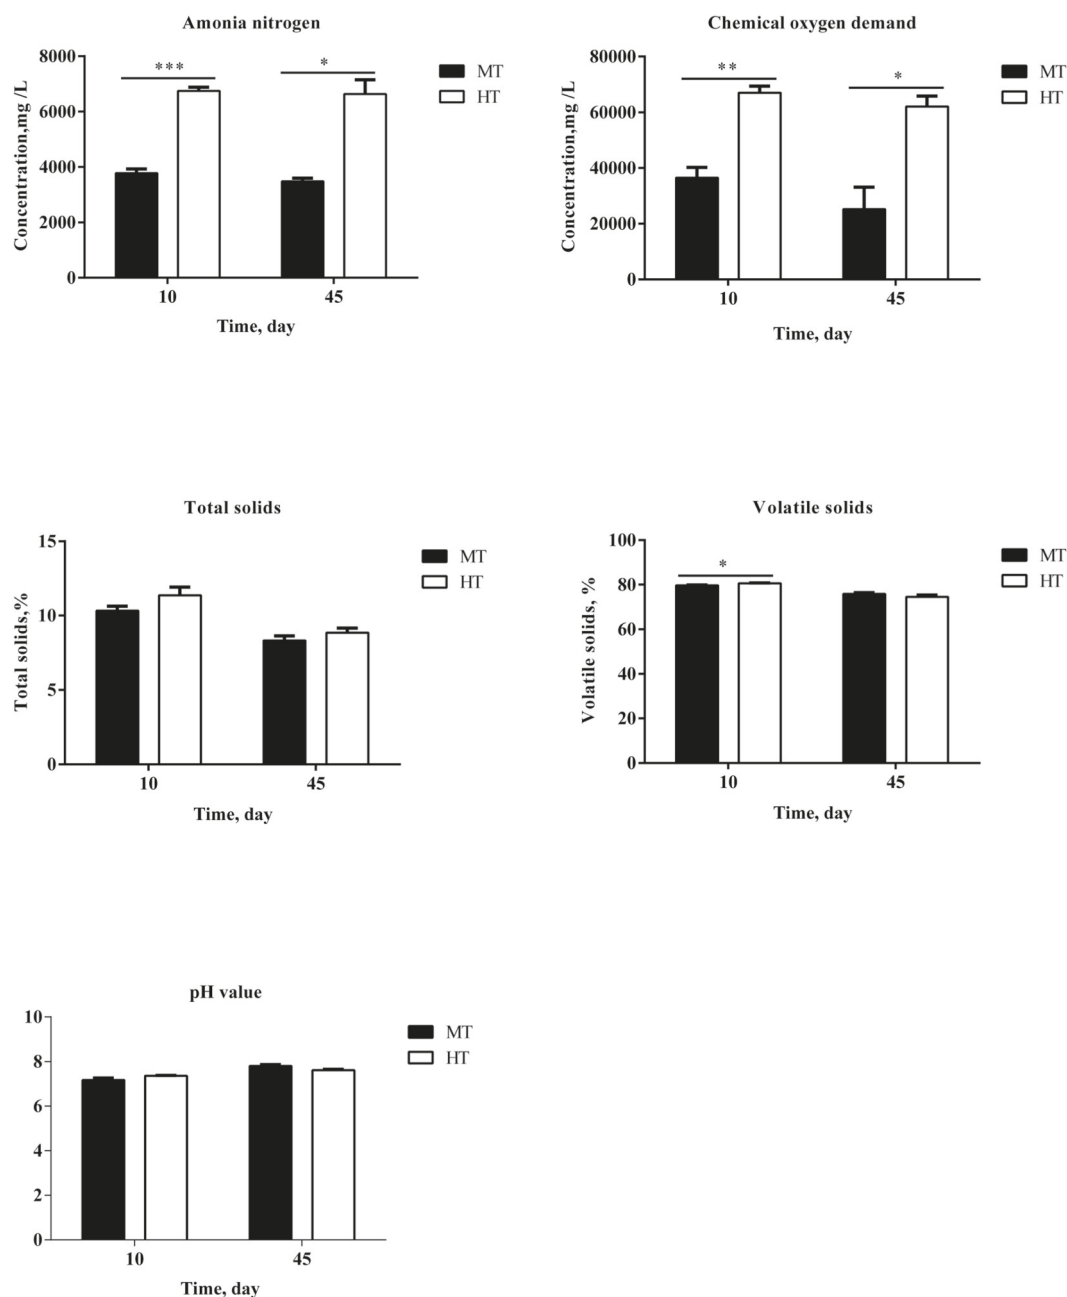 Amonia nitrogen
8000
6000
4000
2000
0
Concentration,mg /L
***
*
10
45
Time, day
MT
HT
Chemical oxygen demand
80000
60000
40000
20000
0
Concentration,mg /L
**
*
10
45
Time, day
MT
HT
Total solids
15
10
5
0
Total solids,%
10
45
Time, day
MT
HT
Volatile solids
100
80
60
40
20
0
Volatile solids, %
*
10
45
Time, day
MT
HT
pH value
10
8
6
4
2
0
10
45
Time, day
MT
HT